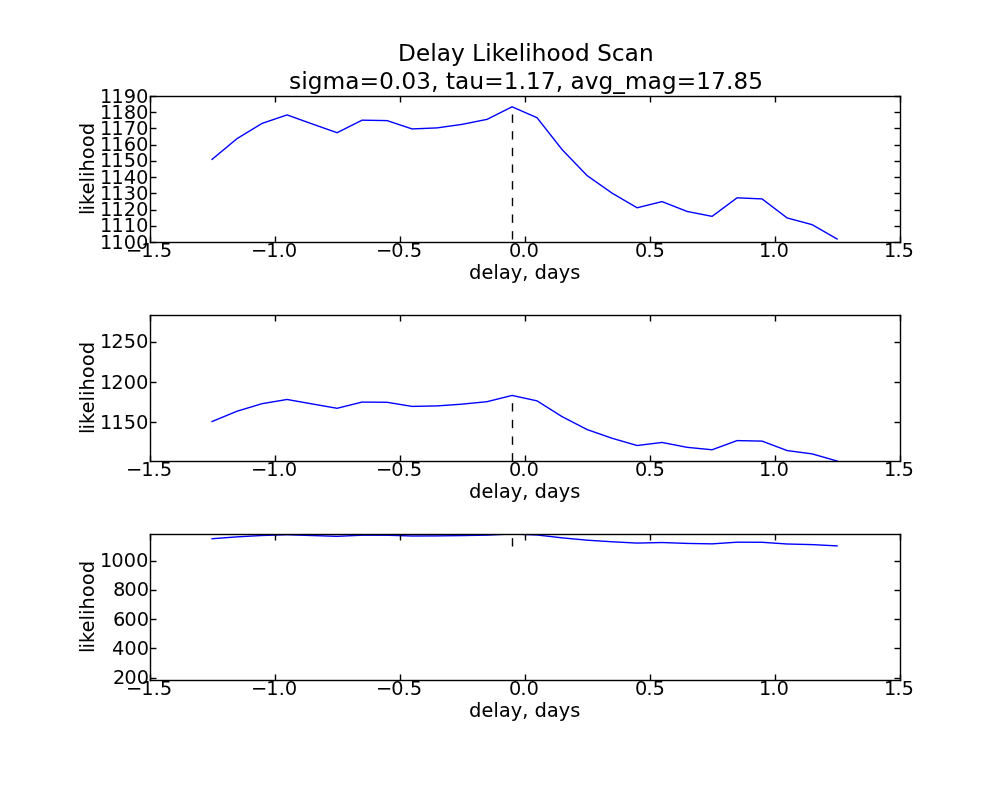 Delay Likelihood Scan
sigma=0.03, tau=1.17, avg_mag=17.85
1190
1180
1170
1160
1150
1140
1130
1120
1110
1100
likelihood
−1.5 −1.0 −0.5 0.0 0.5 1.0 1.5
delay, days
1250
1200
1150
likelihood
−1.5 −1.0 −0.5 0.0 0.5 1.0 1.5
delay, days
1000
800
600
400
200
likelihood
−1.5 −1.0 −0.5 0.0 0.5 1.0 1.5
delay, days